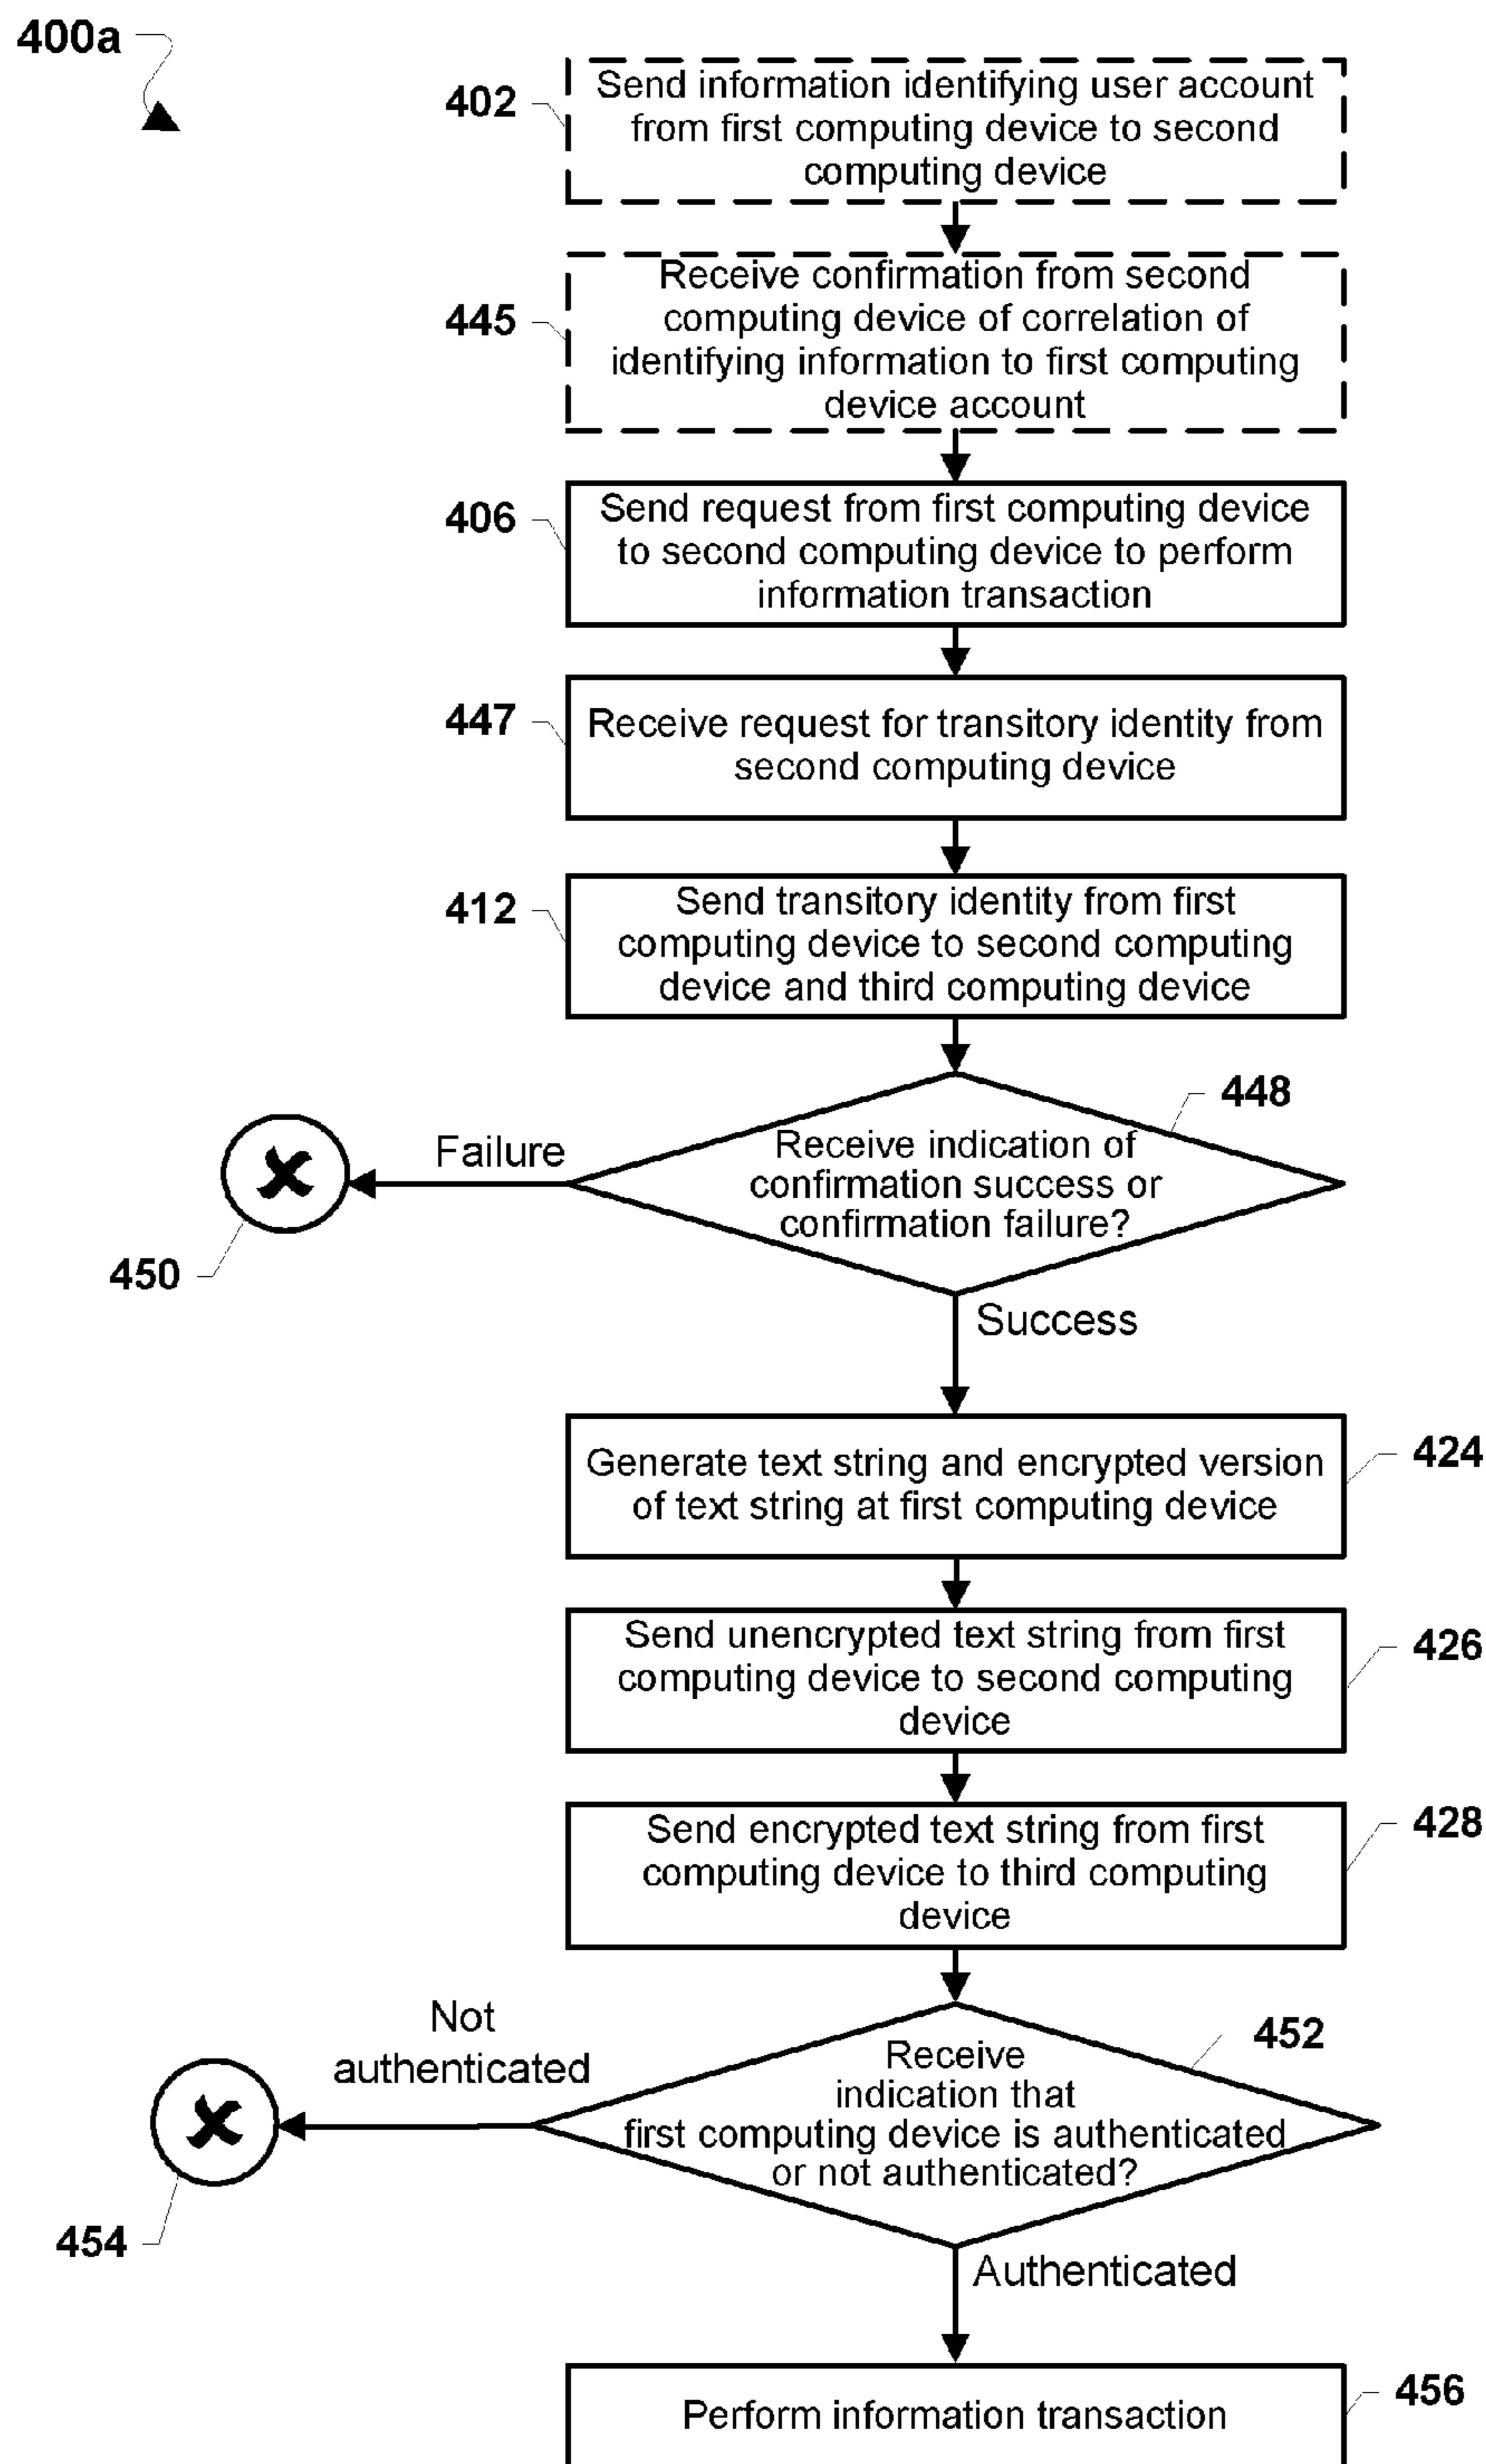 400a
402
Send information identifying user account
from first computing device to second
computing device
445
Receive confirmation from second
computing device of correlation of
identifying information to first computing
device account
406
Send request from first computing device
to second computing device to perform
information transaction
447
Receive request for transitory identity from
second computing device
412
Send transitory identity from first
computing device to second computing
device and third computing device
448
Receive indication of
confirmation success or
confirmation failure?
Failure
450
Success
424
Generate text string and encrypted version
of text string at first computing device
426
Send unencrypted text string from first
computing device to second computing
device
428
Send encrypted text string from first
computing device to third computing
device
452
Receive
indication that
first computing device is authenticated
or not authenticated?
Not
authenticated
454
Authenticated
456
Perform information transaction